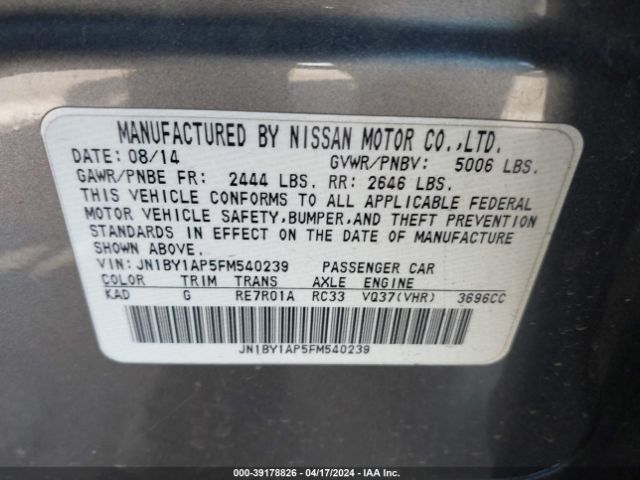 MANUFACTURED BY NISSAN MOTOR CO.,LTD.
DATE: 08/14 GVWR/PNBV: 5006 LBS.
GAWR/PNBE FR: 2444 LBS. RR: 2646 LBS.
THIS VEHICLE CONFORMS TO ALL APPLICABLE FEDERAL
MOTOR VEHICLE SAFETY, BUMPER, AND THEFT PREVENTION
STANDARDS IN EFFECT ON THE DATE OF MANUFACTURE
SHOWN ABOVE.
VIN: JN1BY1AP5FM540239 PASSENGER CAR
COLOR TRIM TRANS AXLE ENGINE
KAD G RE7R01A RC33 VQ37(VHR) 3696CC
JN1BY1AP5FM540239
000-39178826 - 04/17/2024 - IAA Inc.